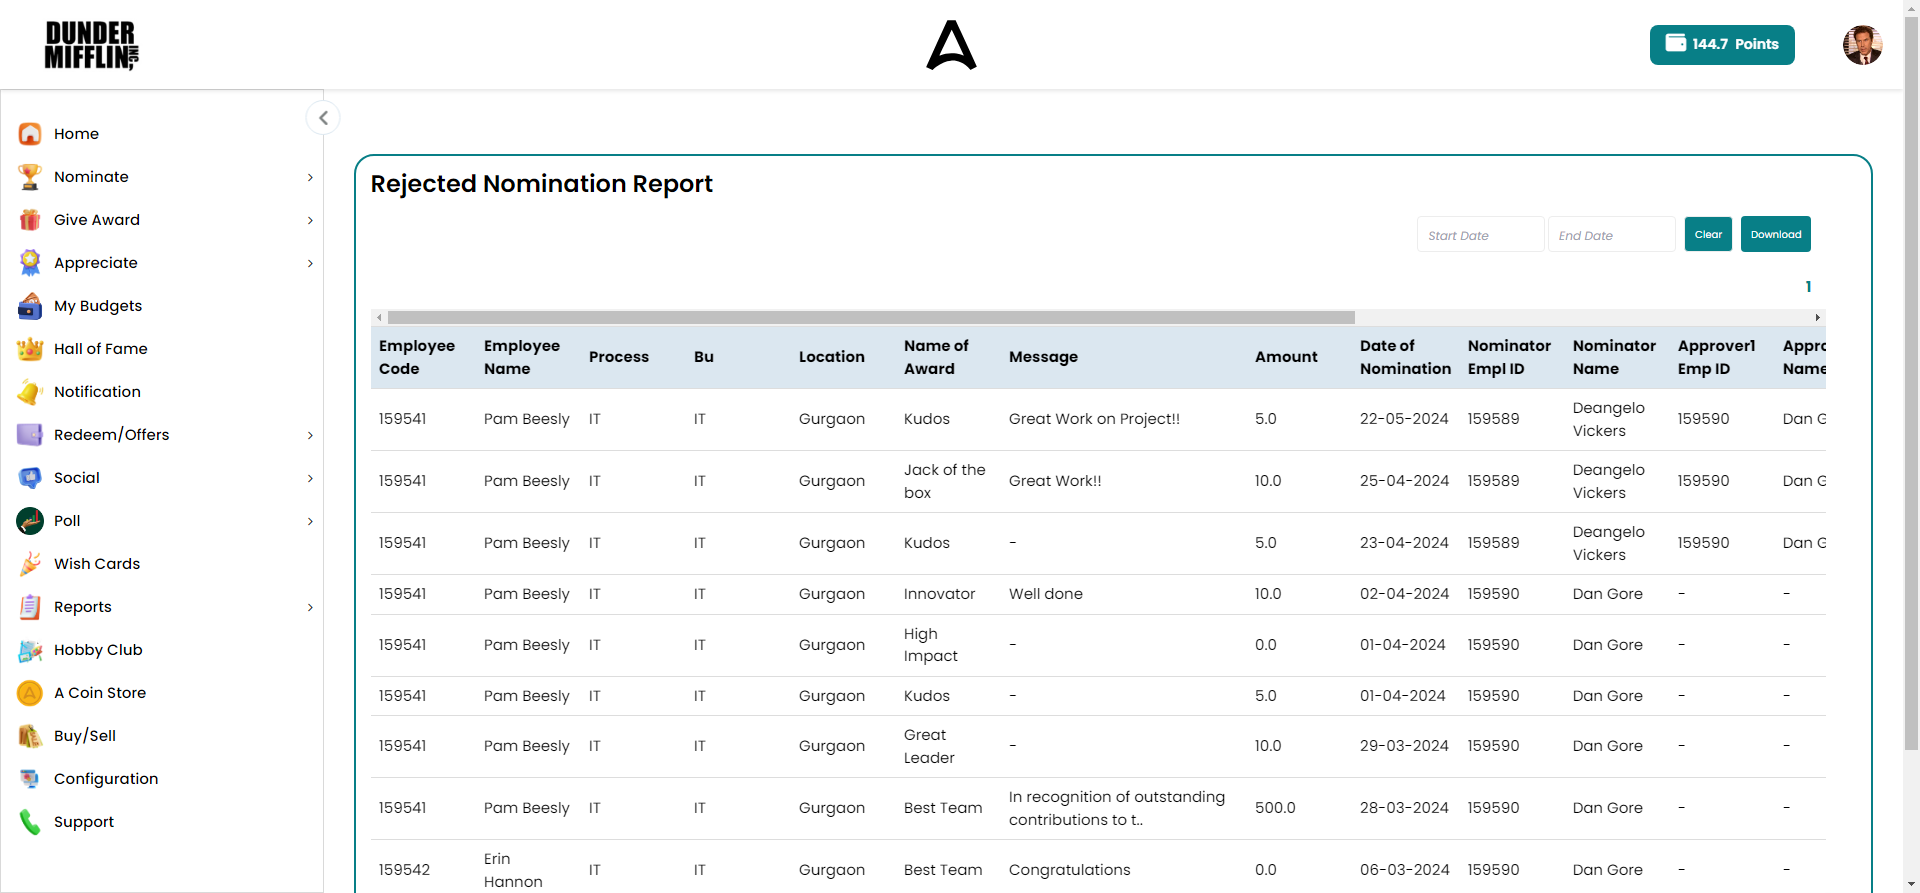 DUNDER
MIFFLIN INC,
144.7 Points
Home
Nominate
Give Award
Appreciate
My Budgets
Hall of Fame
Notification
Redeem/Offers
Social
Poll
Wish Cards
Reports
Hobby Club
A Coin Store
Buy/Sell
Configuration
Support
Rejected Nomination Report
Start Date End Date Clear Download
1
Employee Code Employee Name Process Bu Location Name of Award Message Amount Date of Nomination Nominator Empl ID Nominator Name Approver1 Emp ID Appro Name
159541 Pam Beesly IT IT Gurgaon Kudos Great Work on Project!! 5.0 22-05-2024 159589 Deangelo Vickers 159590 Dan G
159541 Pam Beesly IT IT Gurgaon Jack of the box Great Work!! 10.0 25-04-2024 159589 Deangelo Vickers 159590 Dan G
159541 Pam Beesly IT IT Gurgaon Kudos - 5.0 23-04-2024 159589 Deangelo Vickers 159590 Dan G
159541 Pam Beesly IT IT Gurgaon Innovator Well done 10.0 02-04-2024 159590 Dan Gore - -
159541 Pam Beesly IT IT Gurgaon High Impact - 0.0 01-04-2024 159590 Dan Gore - -
159541 Pam Beesly IT IT Gurgaon Kudos - 5.0 01-04-2024 159590 Dan Gore - -
159541 Pam Beesly IT IT Gurgaon Great Leader - 10.0 29-03-2024 159590 Dan Gore - -
159541 Pam Beesly IT IT Gurgaon Best Team In recognition of outstanding contributions to t.. 500.0 28-03-2024 159590 Dan Gore - -
159542 Erin Hannon IT IT Gurgaon Best Team Congratulations 0.0 06-03-2024 159590 Dan Gore - -